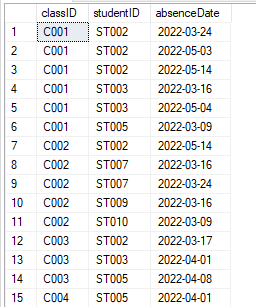 classID studentID absenceDate
1 C001 ST002 2022-03-24
2 C001 ST002 2022-05-03
3 C001 ST002 2022-05-14
4 C001 ST003 2022-03-16
5 C001 ST003 2022-05-04
6 C001 ST005 2022-03-09
7 C002 ST002 2022-05-14
8 C002 ST007 2022-03-16
9 C002 ST007 2022-03-24
10 C002 ST009 2022-03-16
11 C002 ST010 2022-03-09
12 C003 ST002 2022-03-17
13 C003 ST003 2022-04-01
14 C003 ST005 2022-04-08
15 C004 ST005 2022-04-01